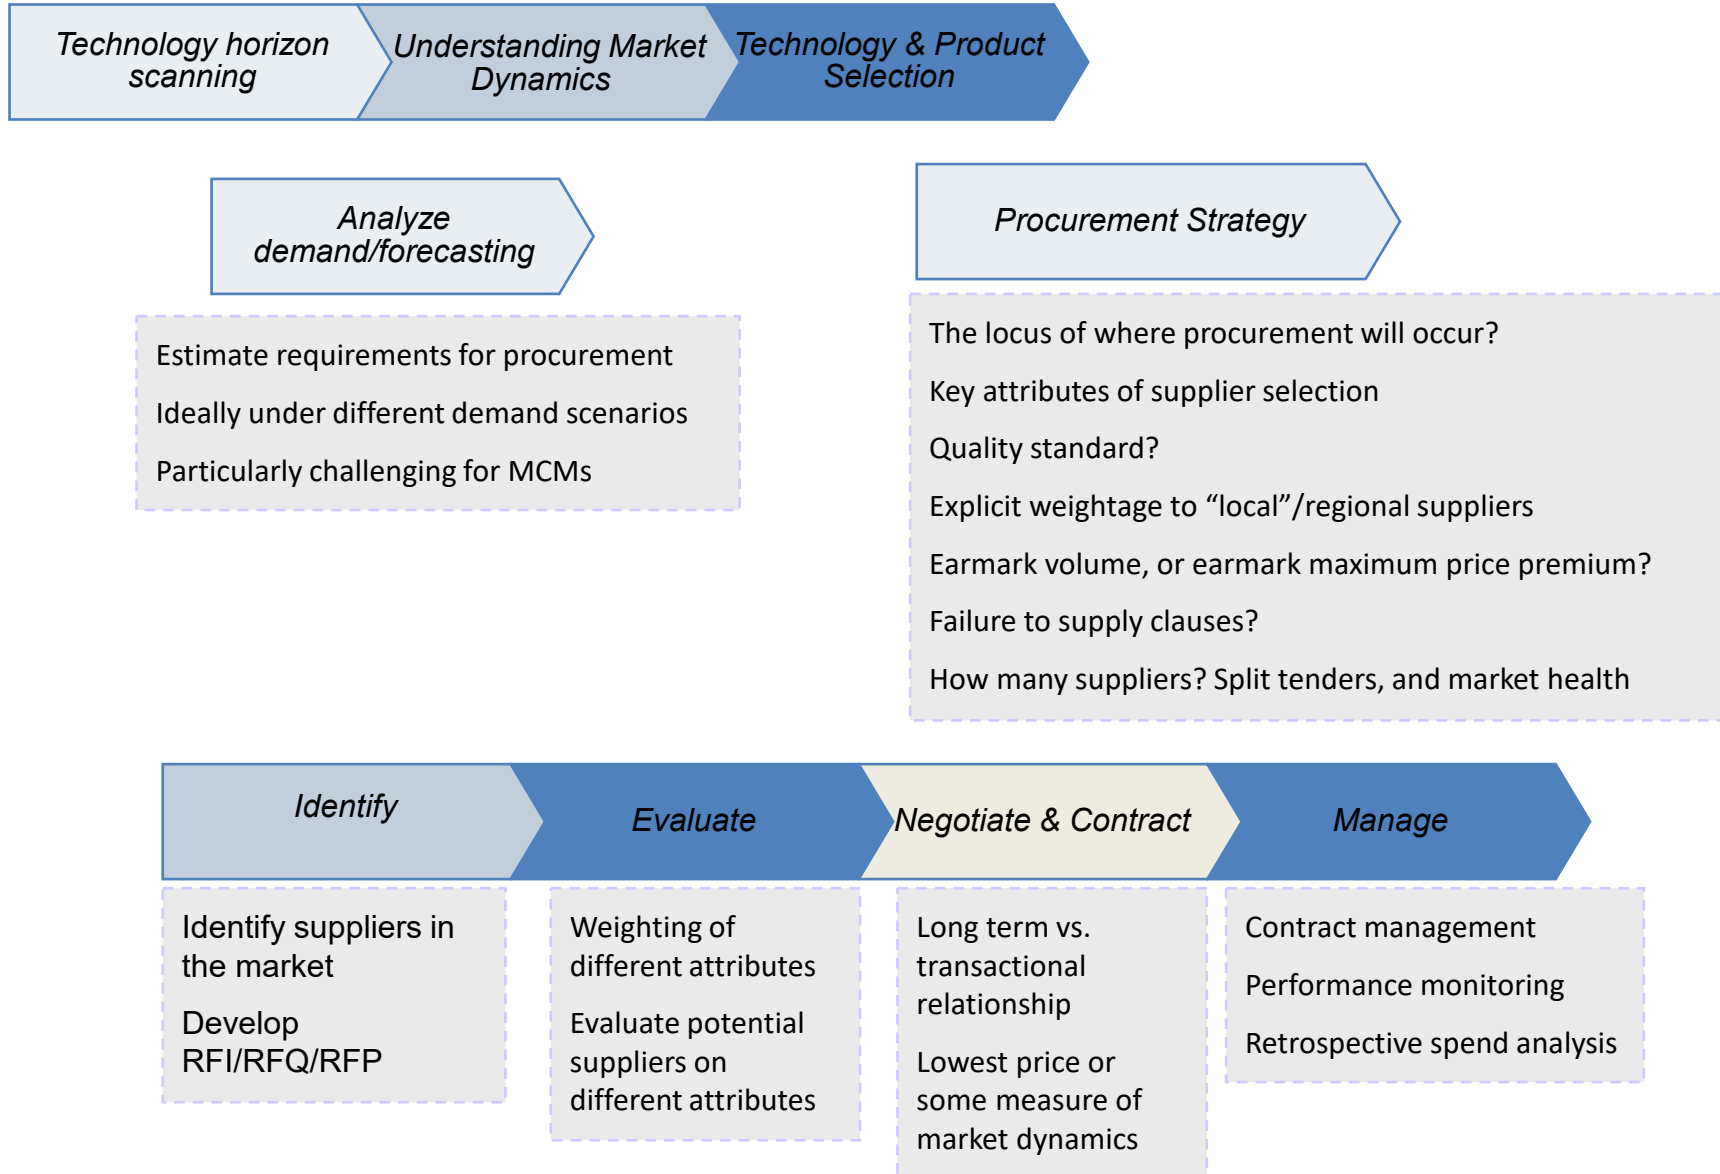 Technology horizon
scanning
Understanding Market
Dynamics
Technology & Product
Selection
Analyze
demand/forecasting
Estimate requirements for procurement
Ideally under different demand scenarios
Particularly challenging for MCMs
Procurement Strategy
The locus of where procurement will occur?
Key attributes of supplier selection
Quality standard?
Explicit weightage to “local”/regional suppliers
Earmark volume, or earmark maximum price premium?
Failure to supply clauses?
How many suppliers? Split tenders, and market health
Identify
Identify suppliers in
the market
Develop
RFI/RFQ/RFP
Evaluate
Weighting of
different attributes
Evaluate potential
suppliers on
different attributes
Negotiate & Contract
Long term vs.
transactional
relationship
Lowest price or
some measure of
market dynamics
Manage
Contract management
Performance monitoring
Retrospective spend analysis